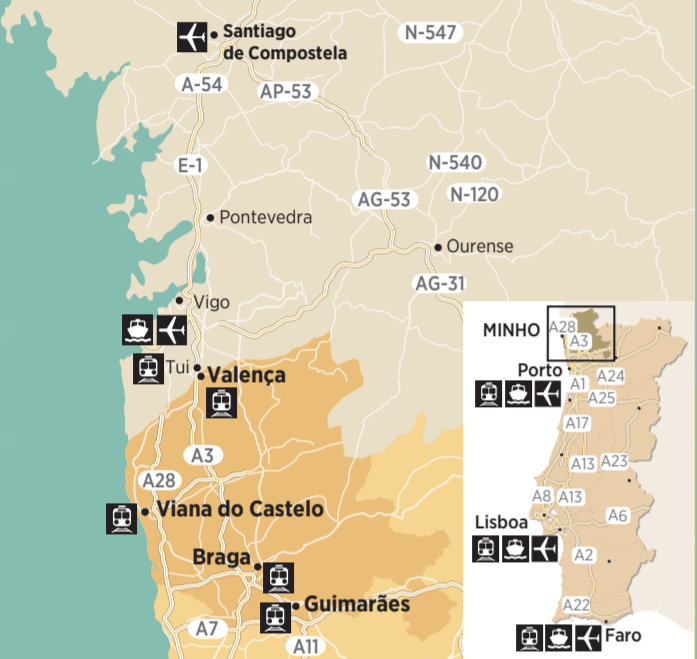 Santiago
de Compostela
N-547
A-54
AP-53
E-1
N-540
N-120
AG-53
Pontevedra
Ourense
AG-31
Vigo
Tui
Valença
A3
A28
Viana do Castelo
Braga
Guimarães
A7
A11
MINHO
A28
A3
Porto
A1
A24
A25
A17
A13
A23
A8
A13
Lisboa
A6
A2
A22
Faro